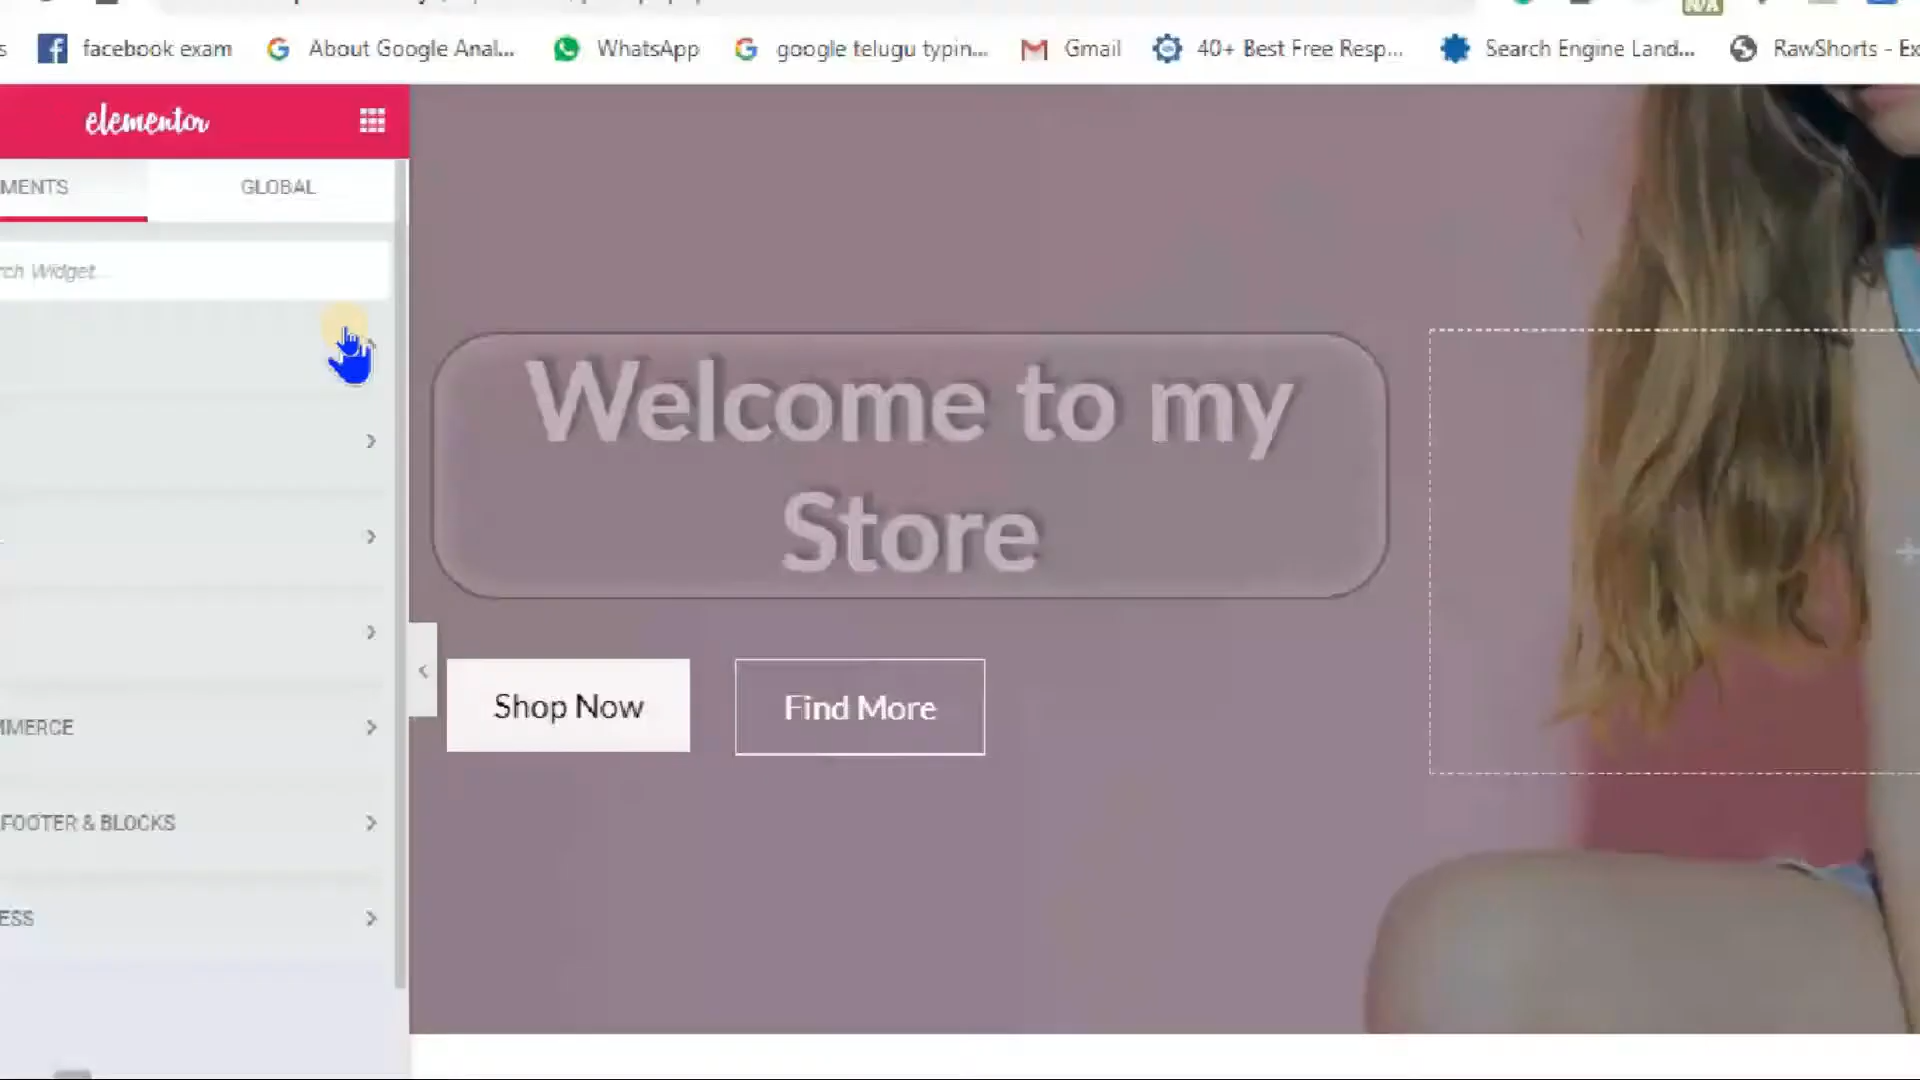 facebook exam
About Google Anal...
WhatsApp
google telugu typin...
Gmail
40+ Best Free Resp...
Search Engine Land...
RawShorts - Ex
N/A
elementor
MENTS
GLOBAL
rch Widget...
MMERCE
FOOTER & BLOCKS
ESS
Welcome to my
Store
Shop Now
Find More